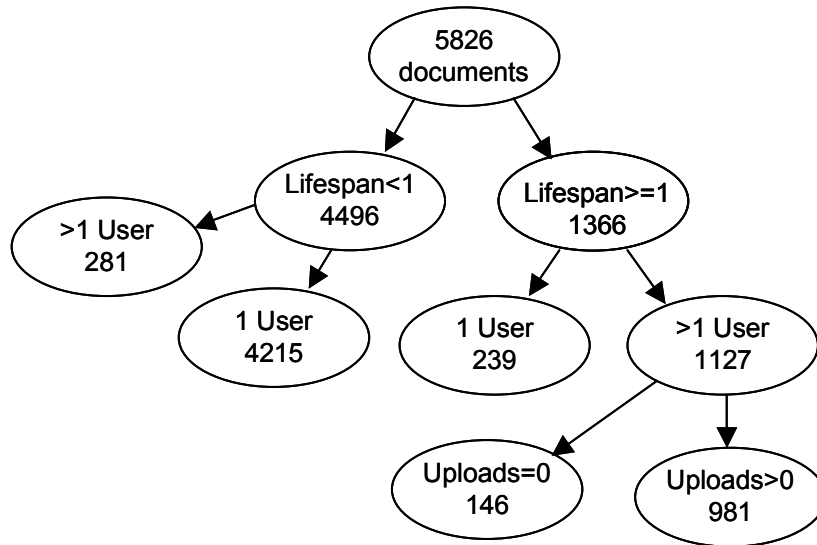 5826
documents
Lifespan<1
4496
Lifespan>=1
1366
>1 User
281
1 User
4215
1 User
239
>1 User
1127
Uploads=0
146
Uploads>0
981